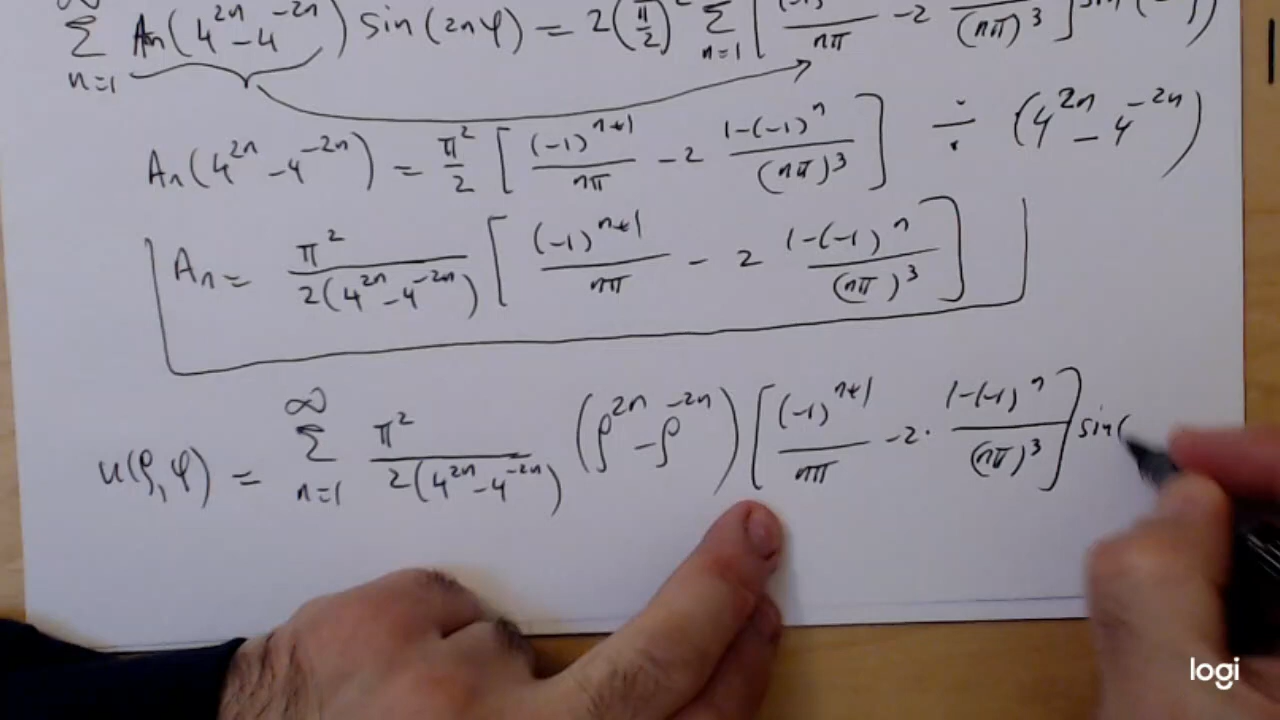 ∞
∑ An(4^{2n} - 4^{-2n}) sin(2nφ) = 2(π/2)^2 ∑ [ (-1) / nπ - 2 / (nπ)^3 ] sin(
n=1 n=1
An(4^{2n} - 4^{-2n}) = π^2/2 [ (-1)^{n+1} / nπ - 2 1-(-1)^n / (nπ)^3 ] ÷ (4^{2n} - 4^{-2n})
An = π^2 / 2(4^{2n} - 4^{-2n}) [ (-1)^{n+1} / nπ - 2 1-(-1)^n / (nπ)^3 ]
∞
u(ρ,φ) = ∑ π^2 / 2(4^{2n} - 4^{-2n}) (ρ^{2n} - ρ^{-2n}) [ (-1)^{n+1} / nπ - 2 · 1-(-1)^n / (nπ)^3 ] sin(
n=1
logi